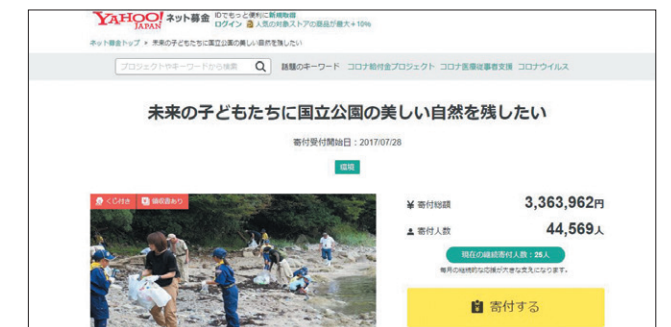 YAHOO! JAPAN ネット募金 IDでもっと便利に新規取得
ログイン 人気の対象ストアの商品が最大+10%
ネット募金トップ 未来の子どもたちに国立公園の美しい自然を残したい
プロジェクトやキーワードから検索 話題のキーワード コロナ給付金プロジェクト コロナ医療従事者支援 コロナウイルス
未来の子どもたちに国立公園の美しい自然を残したい
寄付受付開始日:2017/07/28
環境
くじ付き 領収書あり
¥ 寄付総額 3,363,962円
寄付人数 44,569人
現在の継続寄付人数:25人
毎月の継続的な応援が大きな支えになります。
寄付する